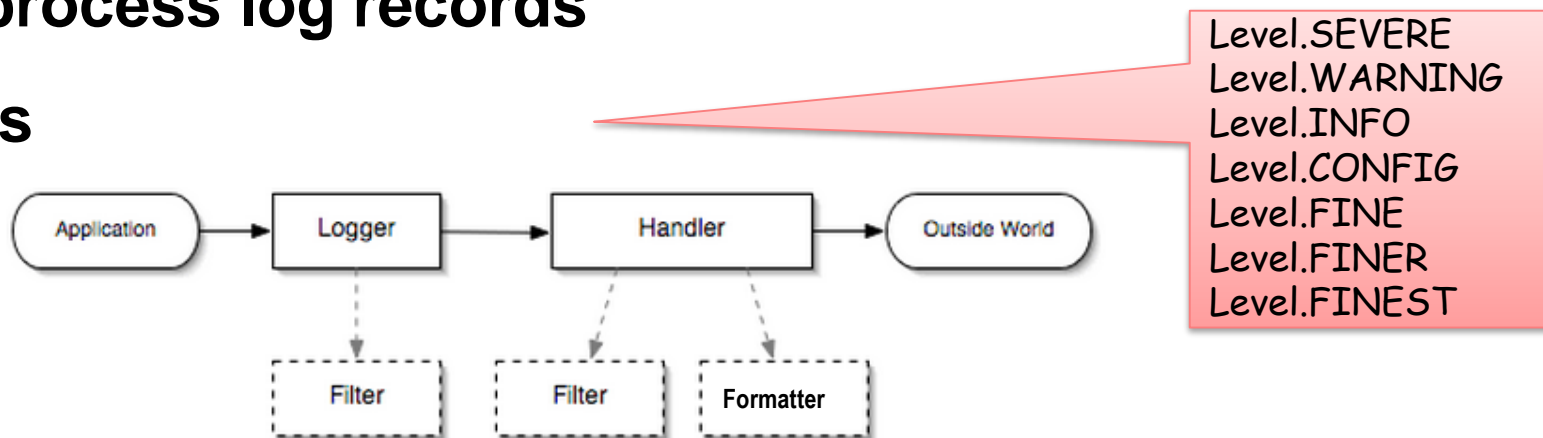 process log records
s
Level.SEVERE
Level.WARNING
Level.INFO
Level.CONFIG
Level.FINE
Level.FINER
Level.FINEST
Application
Logger
Handler
Outside World
Filter
Filter
Formatter